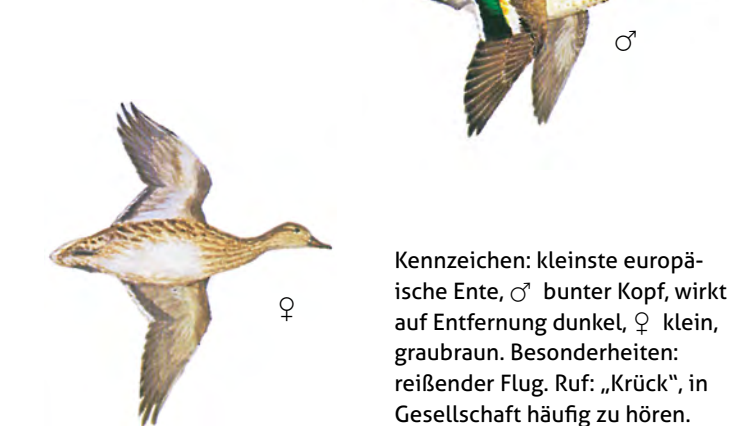 ♂
♀
Kennzeichen: kleinste europä-
ische Ente, ♂ bunter Kopf, wirkt
auf Entfernung dunkel, ♀ klein,
graubraun. Besonderheiten:
reißender Flug. Ruf: „Krück“, in
Gesellschaft häufig zu hören.